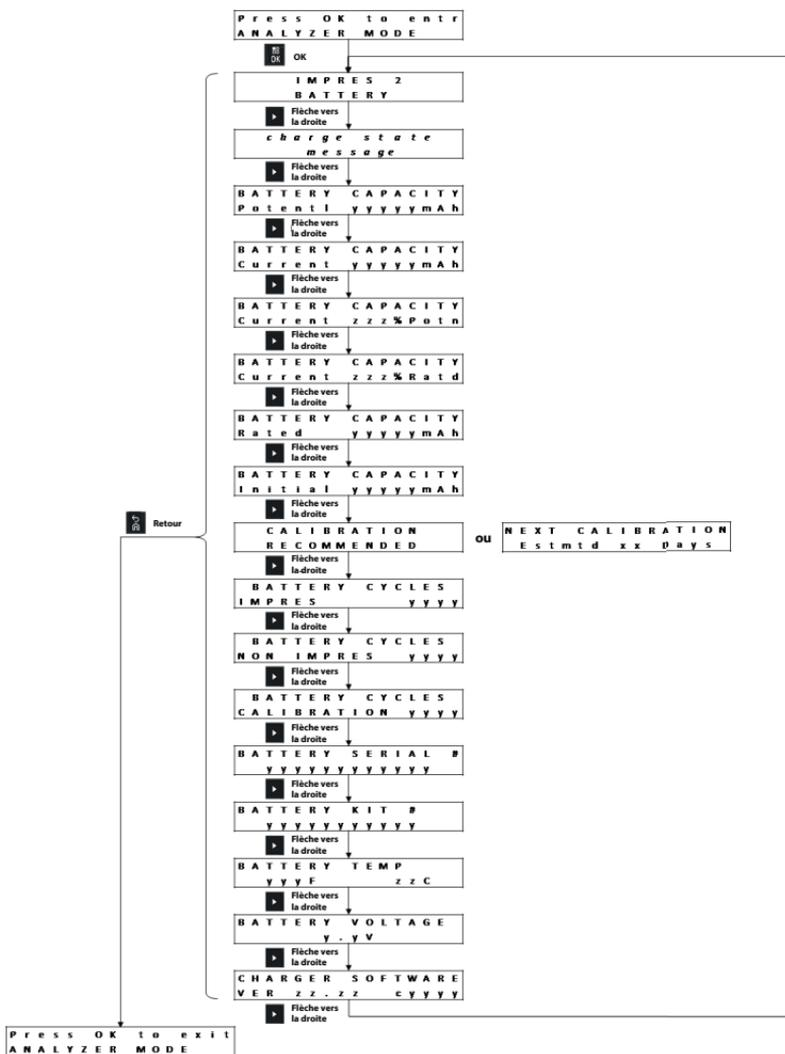 Press OK to entr
ANALYZER MODE
OK
OK
IMPRES 2
BATTERY
Flèche vers
la droite
charge state
message
Flèche vers
la droite
BATTERY CAPACITY
Potentl yyyyymAh
Flèche vers
la droite
BATTERY CAPACITY
Current yyyyymAh
Flèche vers
la droite
BATTERY CAPACITY
Current zzz%Potn
Flèche vers
la droite
BATTERY CAPACITY
Current zzz%Ratd
Flèche vers
la droite
BATTERY CAPACITY
Rated yyyyymAh
Flèche vers
la droite
BATTERY CAPACITY
Initial yyyyymAh
Flèche vers
la droite
Retour
CALIBRATION
RECOMMENDED
ou
NEXT CALIBRATION
Estmtd xx Days
Flèche vers
la droite
BATTERY CYCLES
IMPRES yyyy
Flèche vers
la droite
BATTERY CYCLES
NON IMPRES yyyy
Flèche vers
la droite
BATTERY CYCLES
CALIBRATION yyyy
Flèche vers
la droite
BATTERY SERIAL #
yyyyyyyyyyyy
Flèche vers
la droite
BATTERY KIT #
yyyyyyyyyyy
Flèche vers
la droite
BATTERY TEMP
yyyF zzC
Flèche vers
la droite
BATTERY VOLTAGE
y.yV
Flèche vers
la droite
CHARGER SOFTWARE
VER zz.zz cyyyy
Flèche vers
la droite
Press OK to exit
ANALYZER MODE